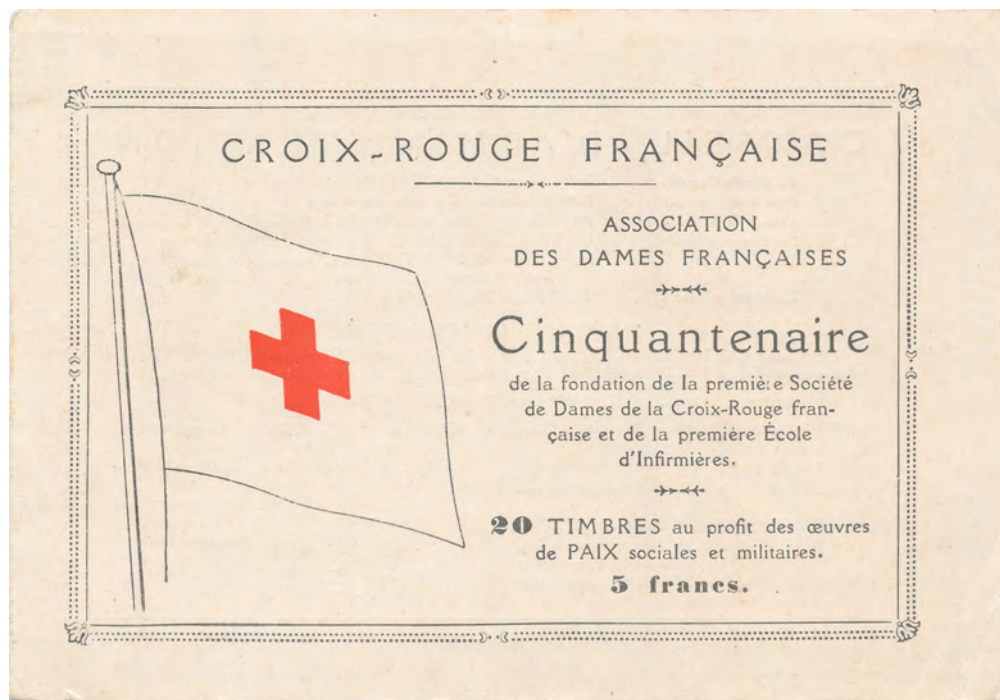 CROIX-ROUGE FRANÇAISE
ASSOCIATION
DES DAMES FRANÇAISES
Cinquantenaire
de la fondation de la première Société
de Dames de la Croix-Rouge fran-
çaise et de la première École
d'Infirmières.
20 TIMBRES au profit des œuvres
de PAIX sociales et militaires.
5 francs.